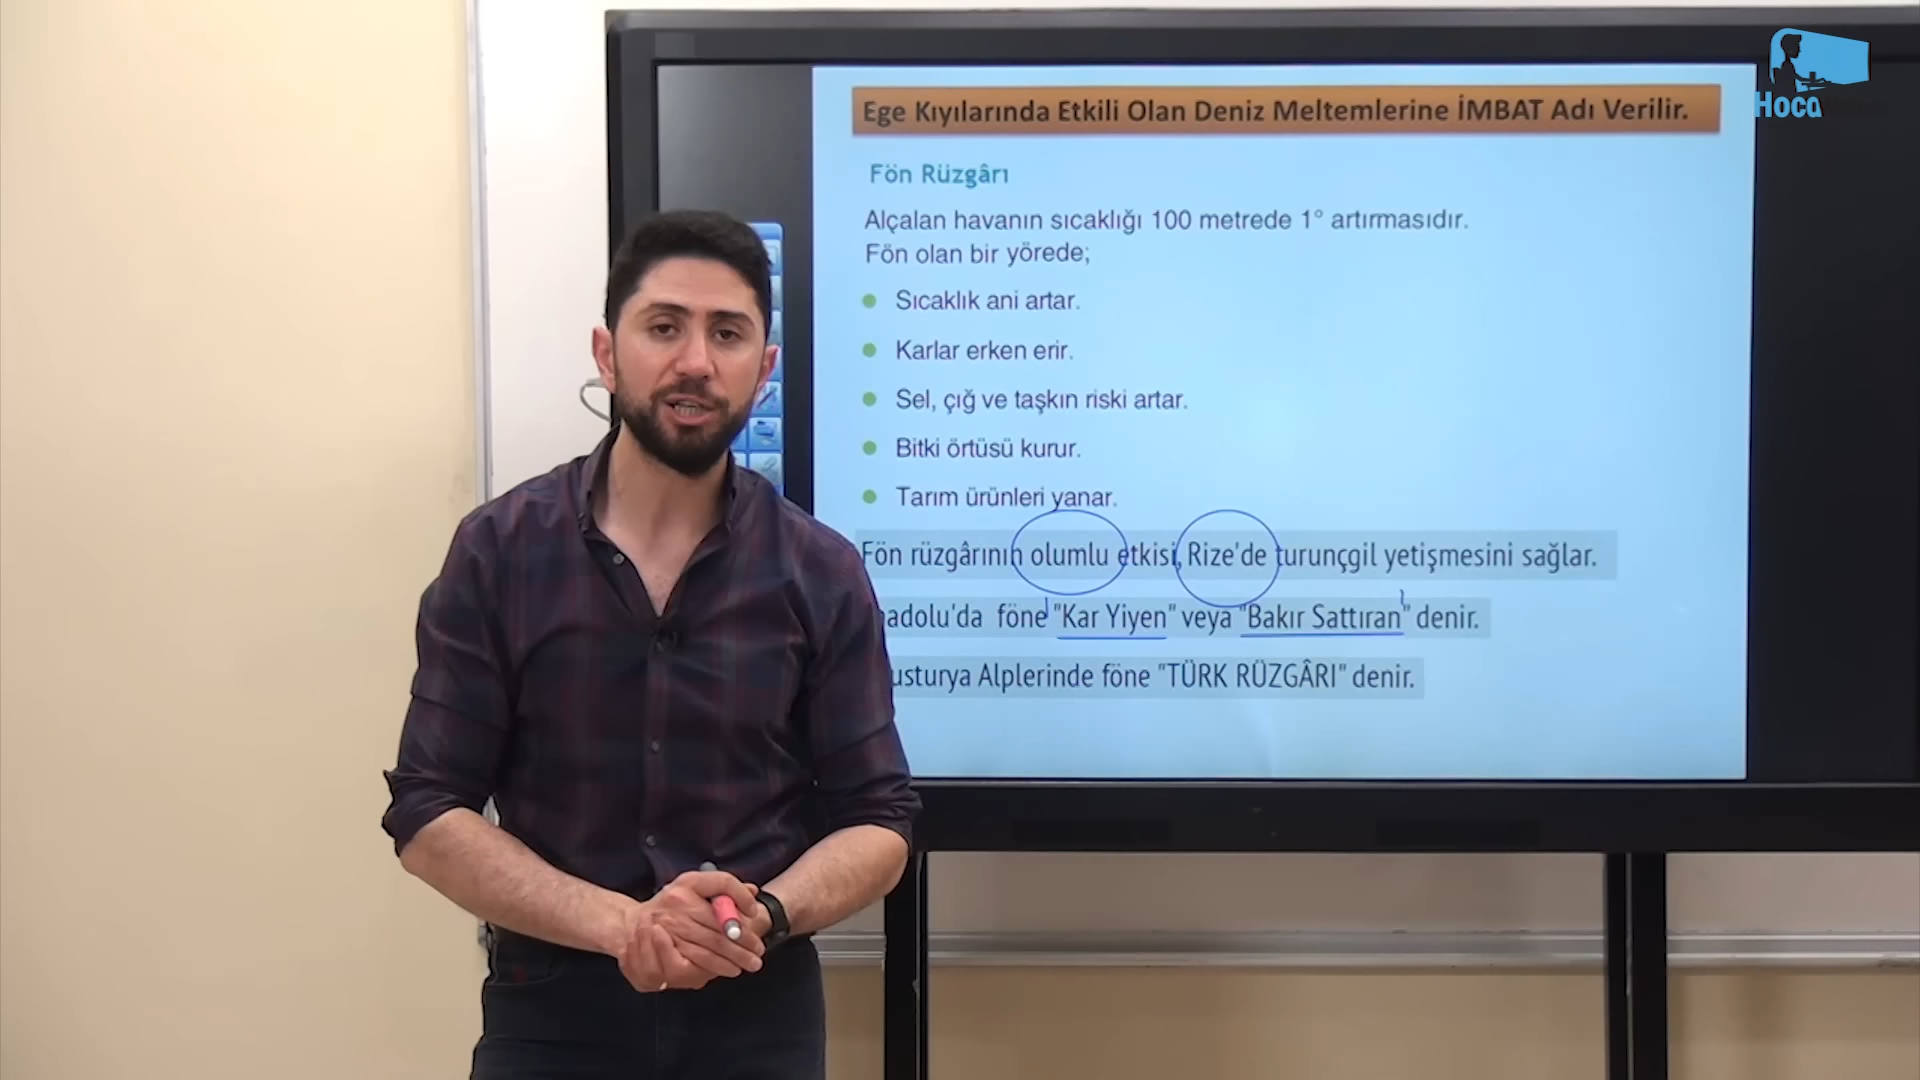 Hoca
Ege Kıyılarında Etkili Olan Deniz Meltemlerine İMBAT Adı Verilir.
Fön Rüzgârı
Alçalan havanın sıcaklığı 100 metrede 1° artırmasıdır.
Fön olan bir yörede;
Sıcaklık ani artar.
Karlar erken erir.
Sel, çığ ve taşkın riski artar.
Bitki örtüsü kurur.
Tarım ürünleri yanar.
Fön rüzgârının olumlu etkisi, Rize'de turunçgil yetişmesini sağlar.
nadolu'da föne "Kar Yiyen" veya "Bakır Sattıran" denir.
usturya Alplerinde föne "TÜRK RÜZGÂRI" denir.